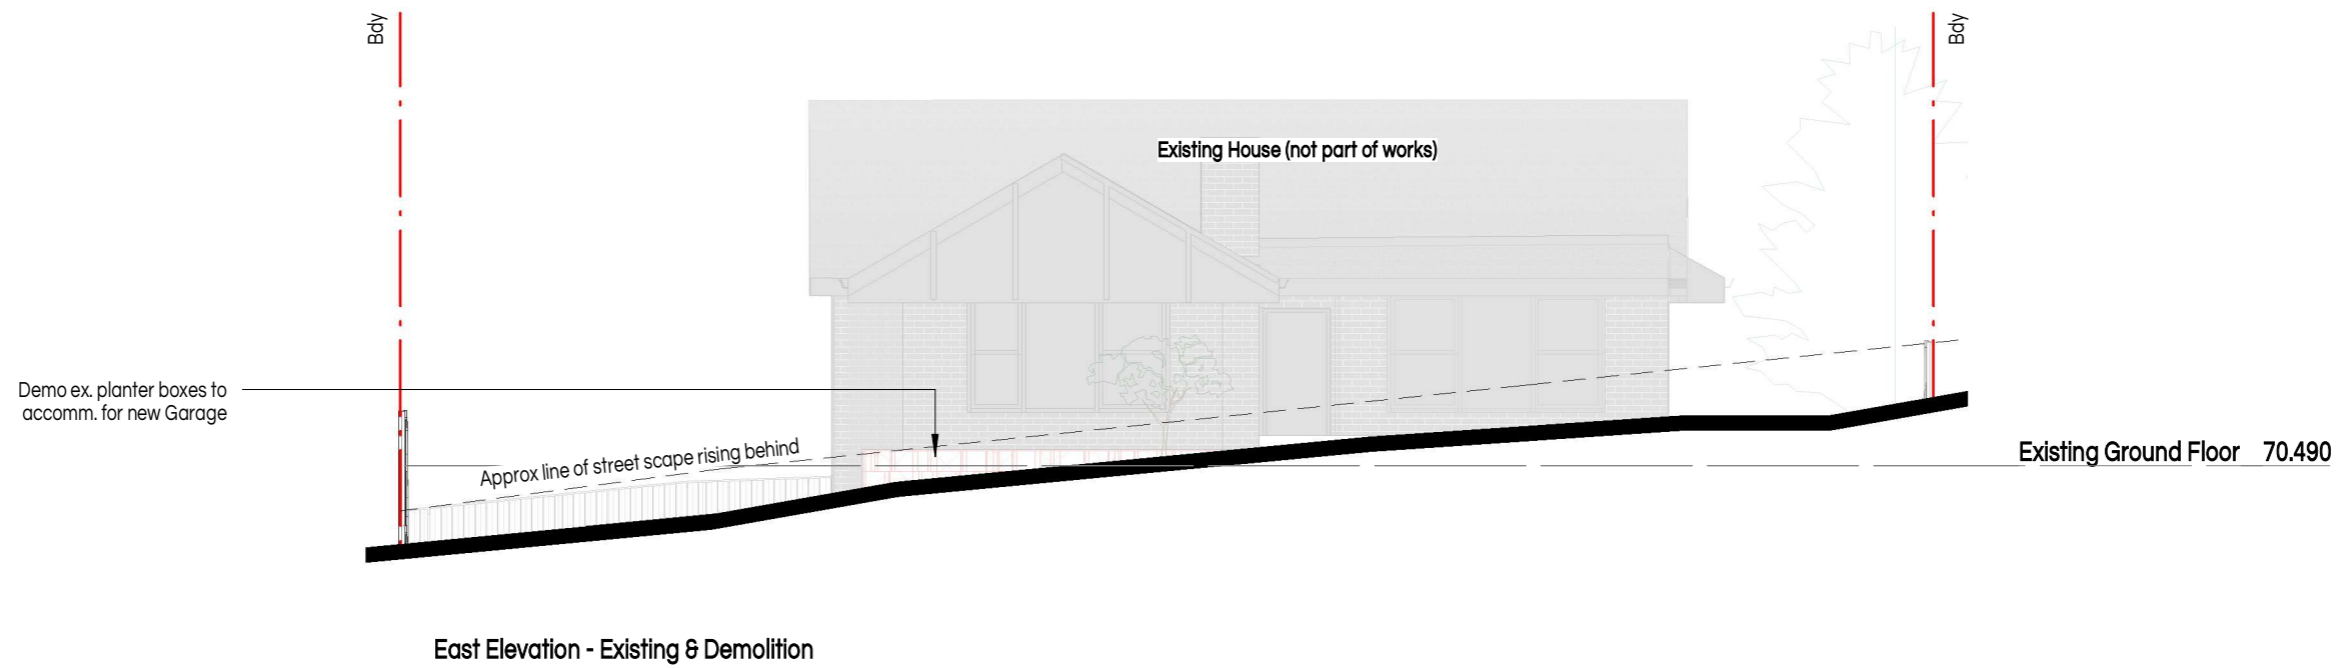 Bdy
Bdy
Existing House (not part of works)
Demo ex. planter boxes to
accomm. for new Garage
Approx line of street scape rising behind
Existing Ground Floor 70.490
East Elevation - Existing & Demolition